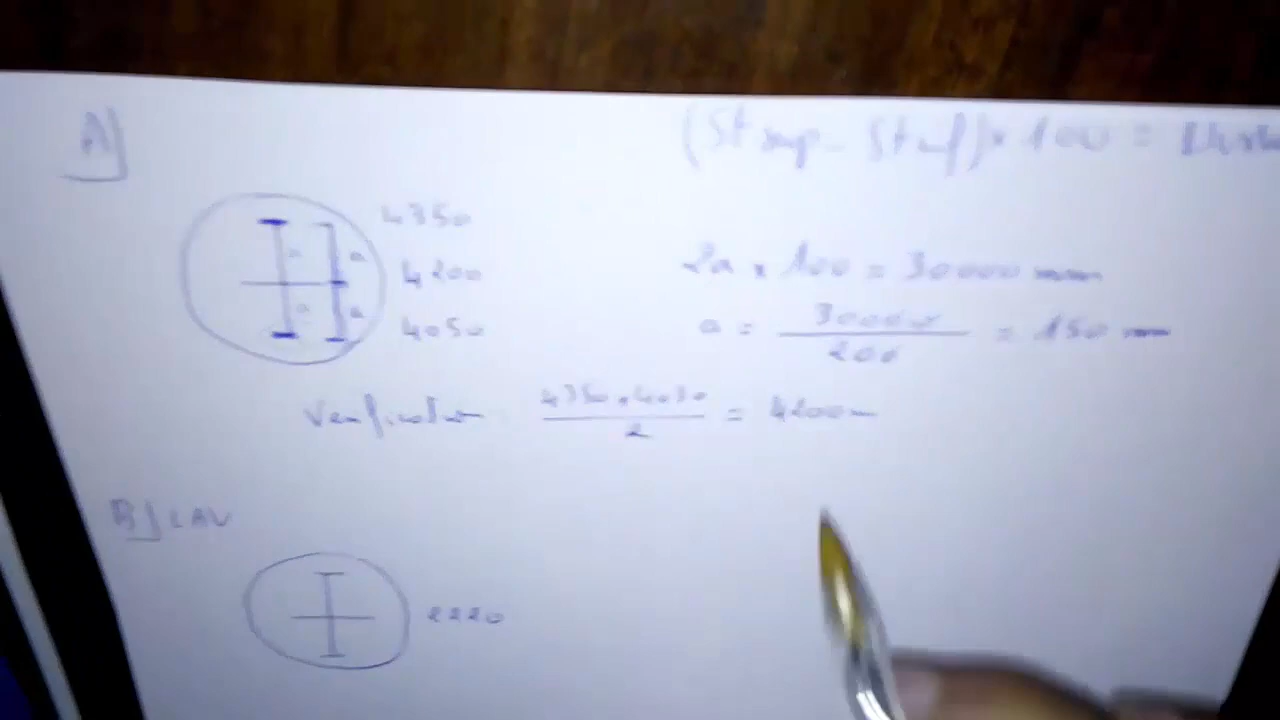 A]
(St sup - St inf) x 100 =
4350
a a 4200
a a 4050
2a x 100 = 30000 mm
a = 30000 / 200 = 150 mm
Verification 4350 + 4050 / 2 = 4200
B] LAV
2220